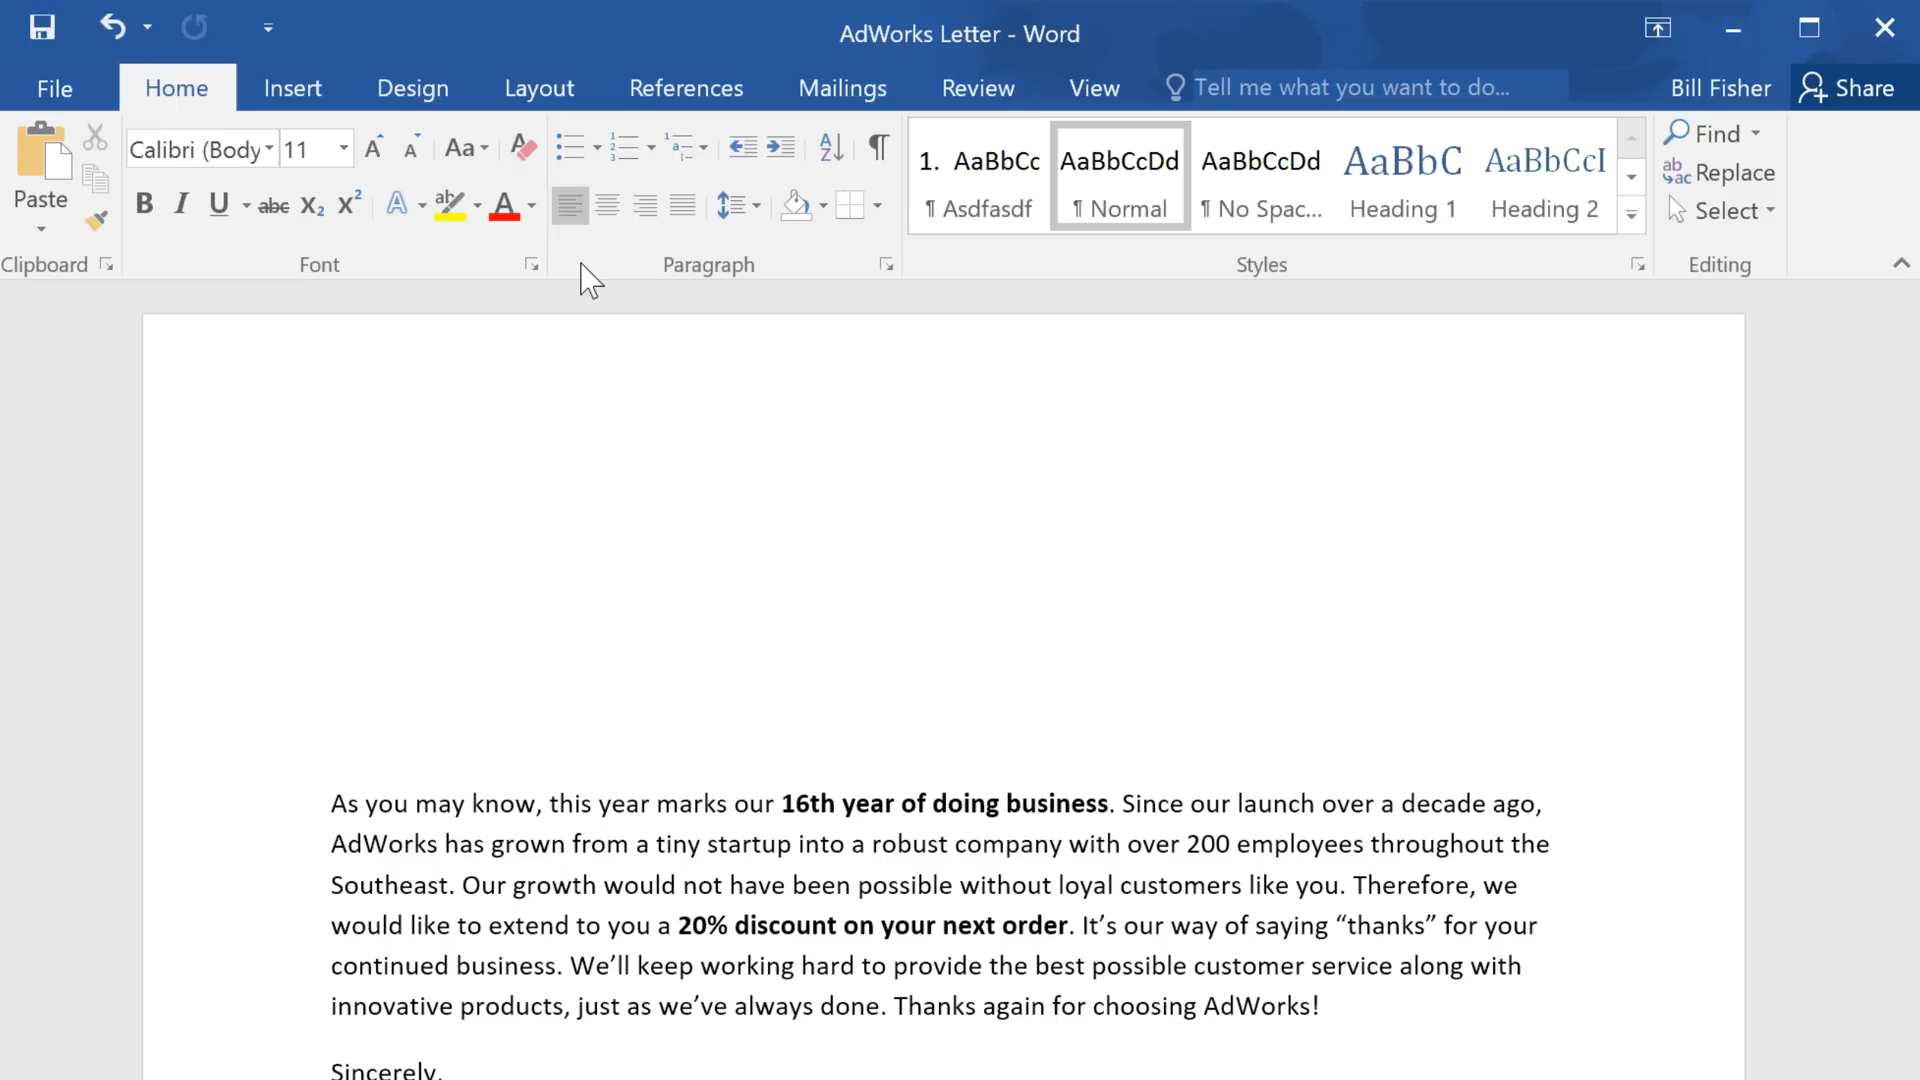 AdWorks Letter - Word
File Home Insert Design Layout References Mailings Review View Tell me what you want to do... Bill Fisher Share
Paste
Clipboard
Calibri (Body 11 A A Aa A
B I U abc X2 X2 A ab A
Font
1 2 3 1 a i A Z ¶
Paragraph
1. AaBbCc AaBbCcDd AaBbCcDd AaBbC AaBbCcI
¶ Asdfasdf ¶ Normal ¶ No Spac... Heading 1 Heading 2
Styles
Find
ab ac Replace
Select
Editing
As you may know, this year marks our 16th year of doing business. Since our launch over a decade ago,
AdWorks has grown from a tiny startup into a robust company with over 200 employees throughout the
Southeast. Our growth would not have been possible without loyal customers like you. Therefore, we
would like to extend to you a 20% discount on your next order. It’s our way of saying “thanks” for your
continued business. We’ll keep working hard to provide the best possible customer service along with
innovative products, just as we’ve always done. Thanks again for choosing AdWorks!
Sincerely,